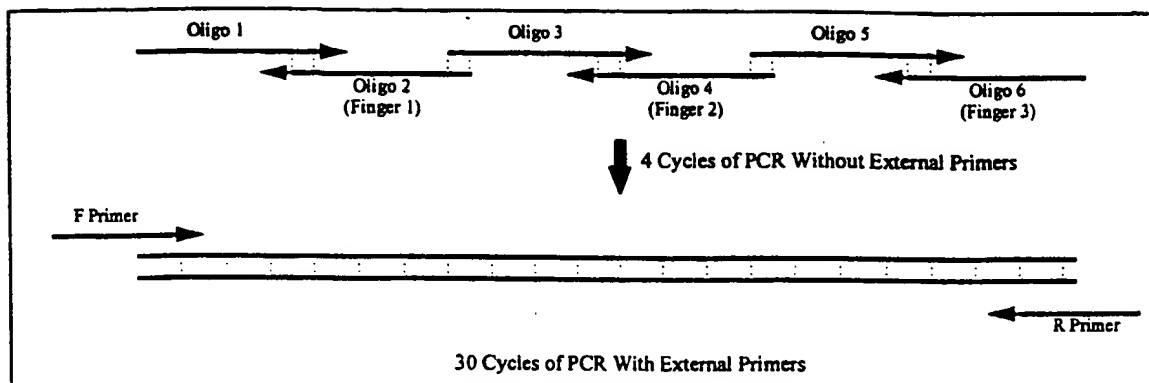 Oligo 1
Oligo 3
Oligo 5
Oligo 2
(Finger 1)
Oligo 4
(Finger 2)
Oligo 6
(Finger 3)
4 Cycles of PCR Without External Primers
F Primer
R Primer
30 Cycles of PCR With External Primers